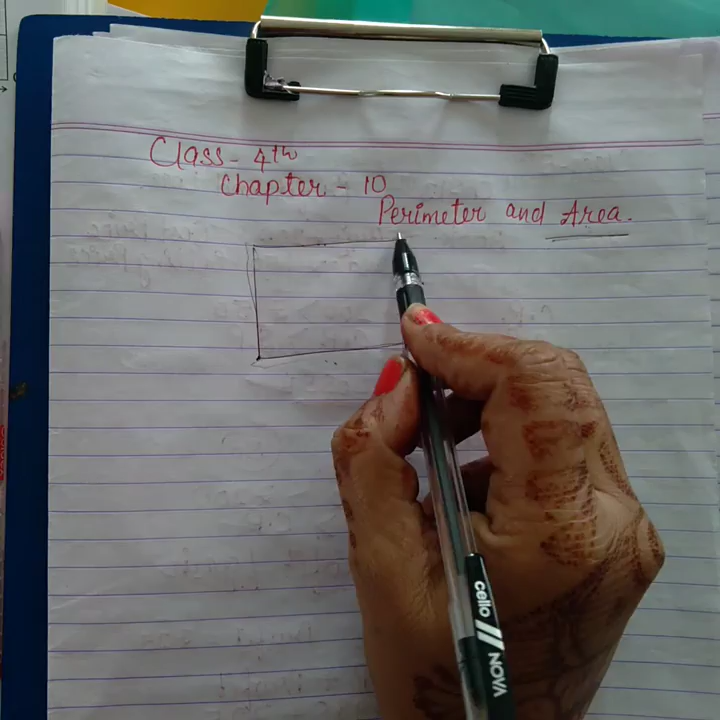 Class - 4th
Chapter - 10
Perimeter and Area.
cello
NOVA